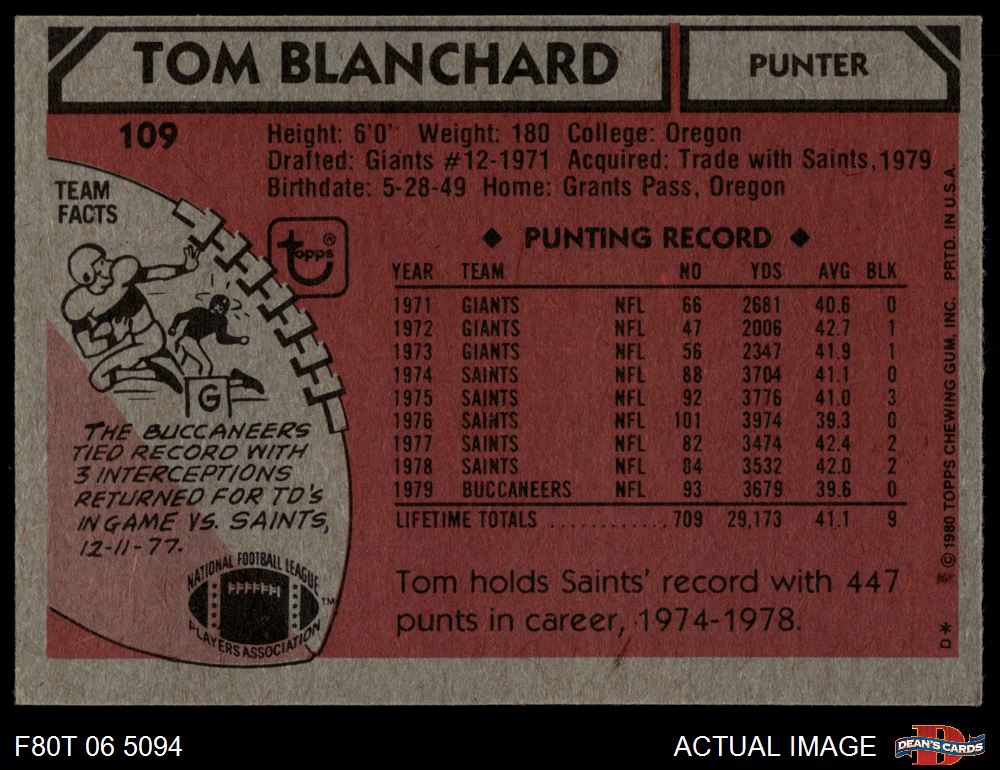 TOM BLANCHARD
PUNTER
109
Height: 6'0" Weight: 180 College: Oregon
Drafted: Giants #12-1971 Acquired: Trade with Saints, 1979
Birthdate: 5-28-49 Home: Grants Pass, Oregon
TEAM
FACTS
topps®
G
THE BUCCANEERS
TIED RECORD WITH
3 INTERCEPTIONS
RETURNED FOR TD'S
IN GAME VS. SAINTS,
12-11-77.
NATIONAL FOOTBALL LEAGUE
PLAYERS ASSOCIATION
TM
◆ PUNTING RECORD ◆
YEAR TEAM NO YDS AVG BLK
1971 GIANTS NFL 66 2681 40.6 0
1972 GIANTS NFL 47 2006 42.7 1
1973 GIANTS NFL 56 2347 41.9 1
1974 SAINTS NFL 88 3704 41.1 0
1975 SAINTS NFL 92 3776 41.0 3
1976 SAINTS NFL 101 3974 39.3 0
1977 SAINTS NFL 82 3474 42.4 2
1978 SAINTS NFL 84 3532 42.0 2
1979 BUCCANEERS NFL 93 3679 39.6 0
LIFETIME TOTALS ............ 709 29,173 41.1 9
Tom holds Saints' record with 447
punts in career, 1974-1978.
D* © 1980 TOPPS CHEWING GUM, INC. PRTD. IN U.S.A.
F80T 06 5094
ACTUAL IMAGE
DEAN'S CARDS